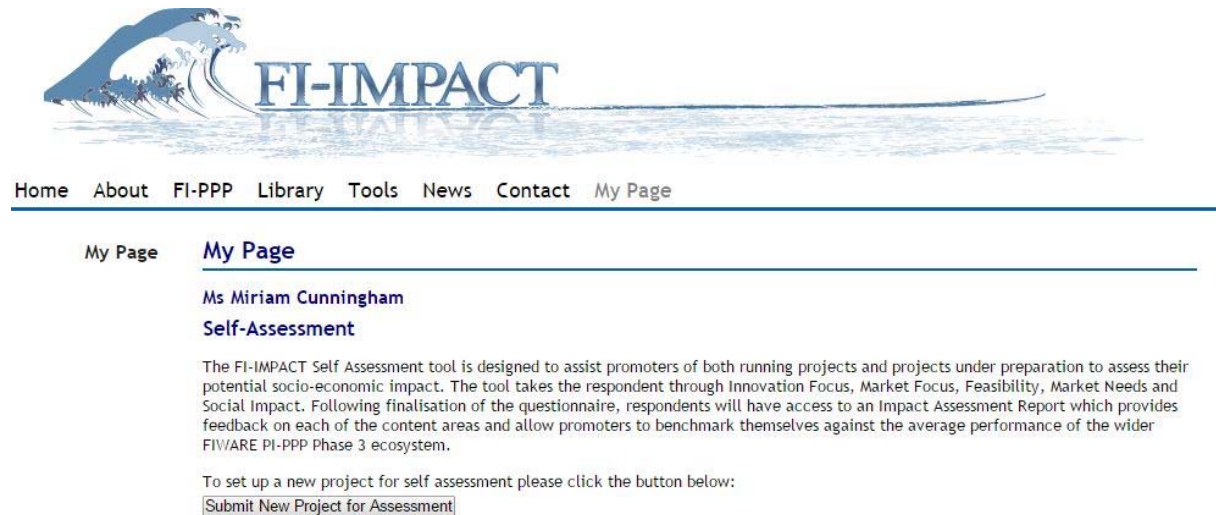 FI-IMPACT
Home About FI-PPP Library Tools News Contact My Page
My Page
My Page
Ms Miriam Cunningham
Self-Assessment
The FI-IMPACT Self Assessment tool is designed to assist promoters of both running projects and projects under preparation to assess their
potential socio-economic impact. The tool takes the respondent through Innovation Focus, Market Focus, Feasibility, Market Needs and
Social Impact. Following finalisation of the questionnaire, respondents will have access to an Impact Assessment Report which provides
feedback on each of the content areas and allow promoters to benchmark themselves against the average performance of the wider
FIWARE PI-PPP Phase 3 ecosystem.
To set up a new project for self assessment please click the button below:
Submit New Project for Assessment